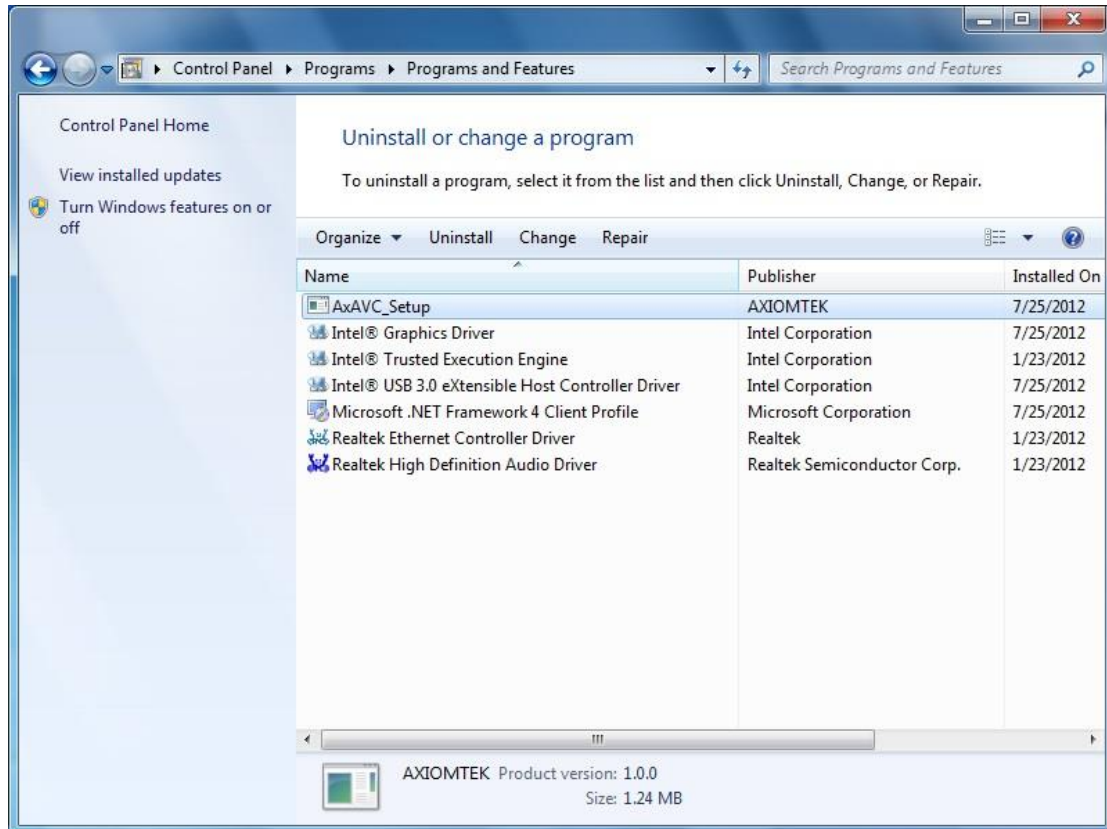 Control Panel Programs Programs and Features Search Programs and Features
Control Panel Home
View installed updates
Turn Windows features on or
off
Uninstall or change a program
To uninstall a program, select it from the list and then click Uninstall, Change, or Repair.
Organize Uninstall Change Repair
Name Publisher Installed On
AxAVC_Setup AXIOMTEK 7/25/2012
Intel® Graphics Driver Intel Corporation 7/25/2012
Intel® Trusted Execution Engine Intel Corporation 1/23/2012
Intel® USB 3.0 eXtensible Host Controller Driver Intel Corporation 7/25/2012
Microsoft .NET Framework 4 Client Profile Microsoft Corporation 7/25/2012
Realtek Ethernet Controller Driver Realtek 1/23/2012
Realtek High Definition Audio Driver Realtek Semiconductor Corp. 1/23/2012
AXIOMTEK Product version: 1.0.0
Size: 1.24 MB